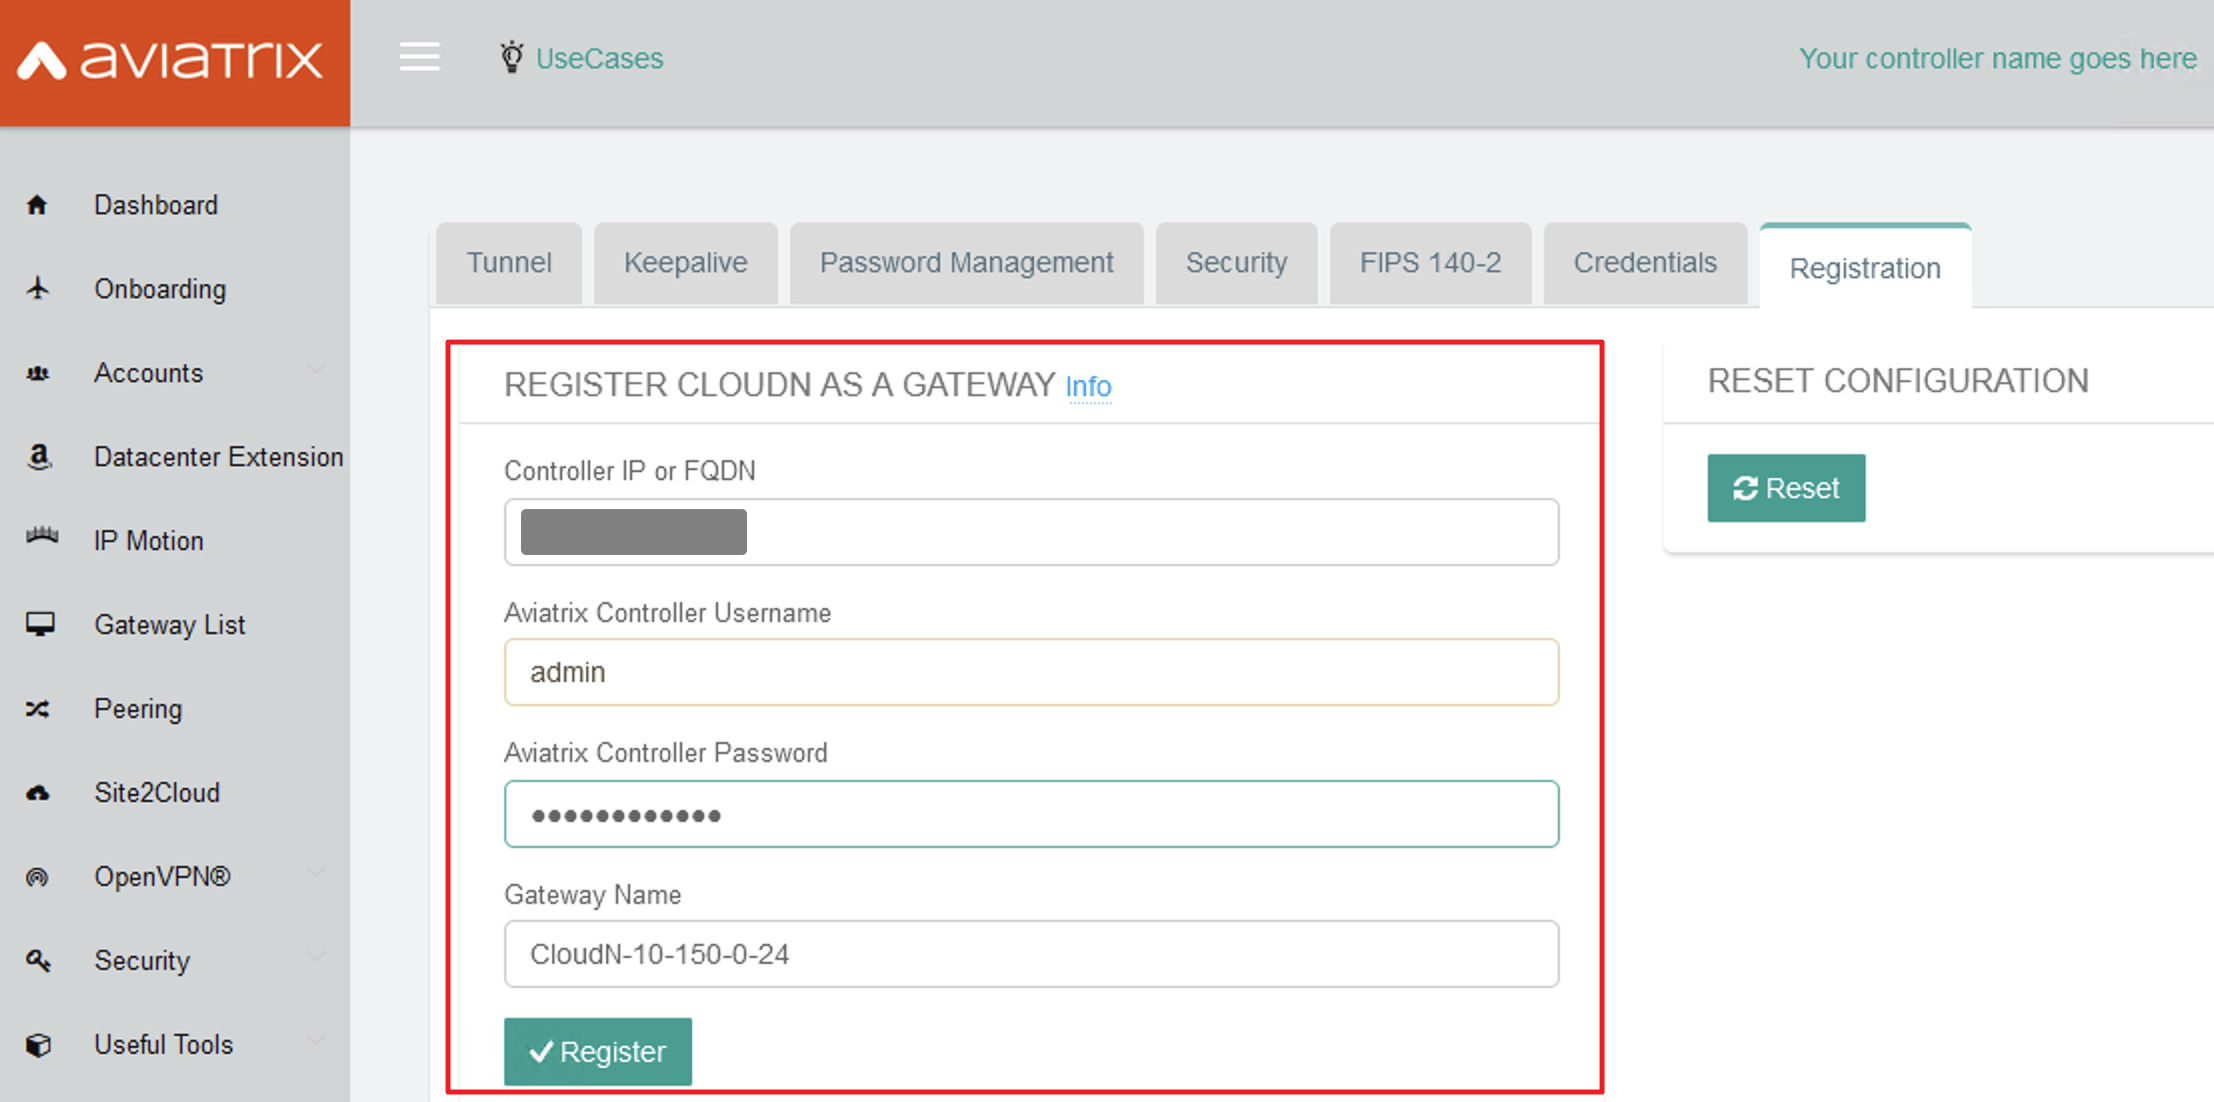 aviatrix
UseCases
Your controller name goes here
Dashboard
Onboarding
Accounts
Datacenter Extension
IP Motion
Gateway List
Peering
Site2Cloud
OpenVPN®
Security
Useful Tools
Tunnel
Keepalive
Password Management
Security
FIPS 140-2
Credentials
Registration
REGISTER CLOUDN AS A GATEWAY Info
Controller IP or FQDN
Aviatrix Controller Username
admin
Aviatrix Controller Password
••••••••••••
Gateway Name
CloudN-10-150-0-24
Register
RESET CONFIGURATION
Reset